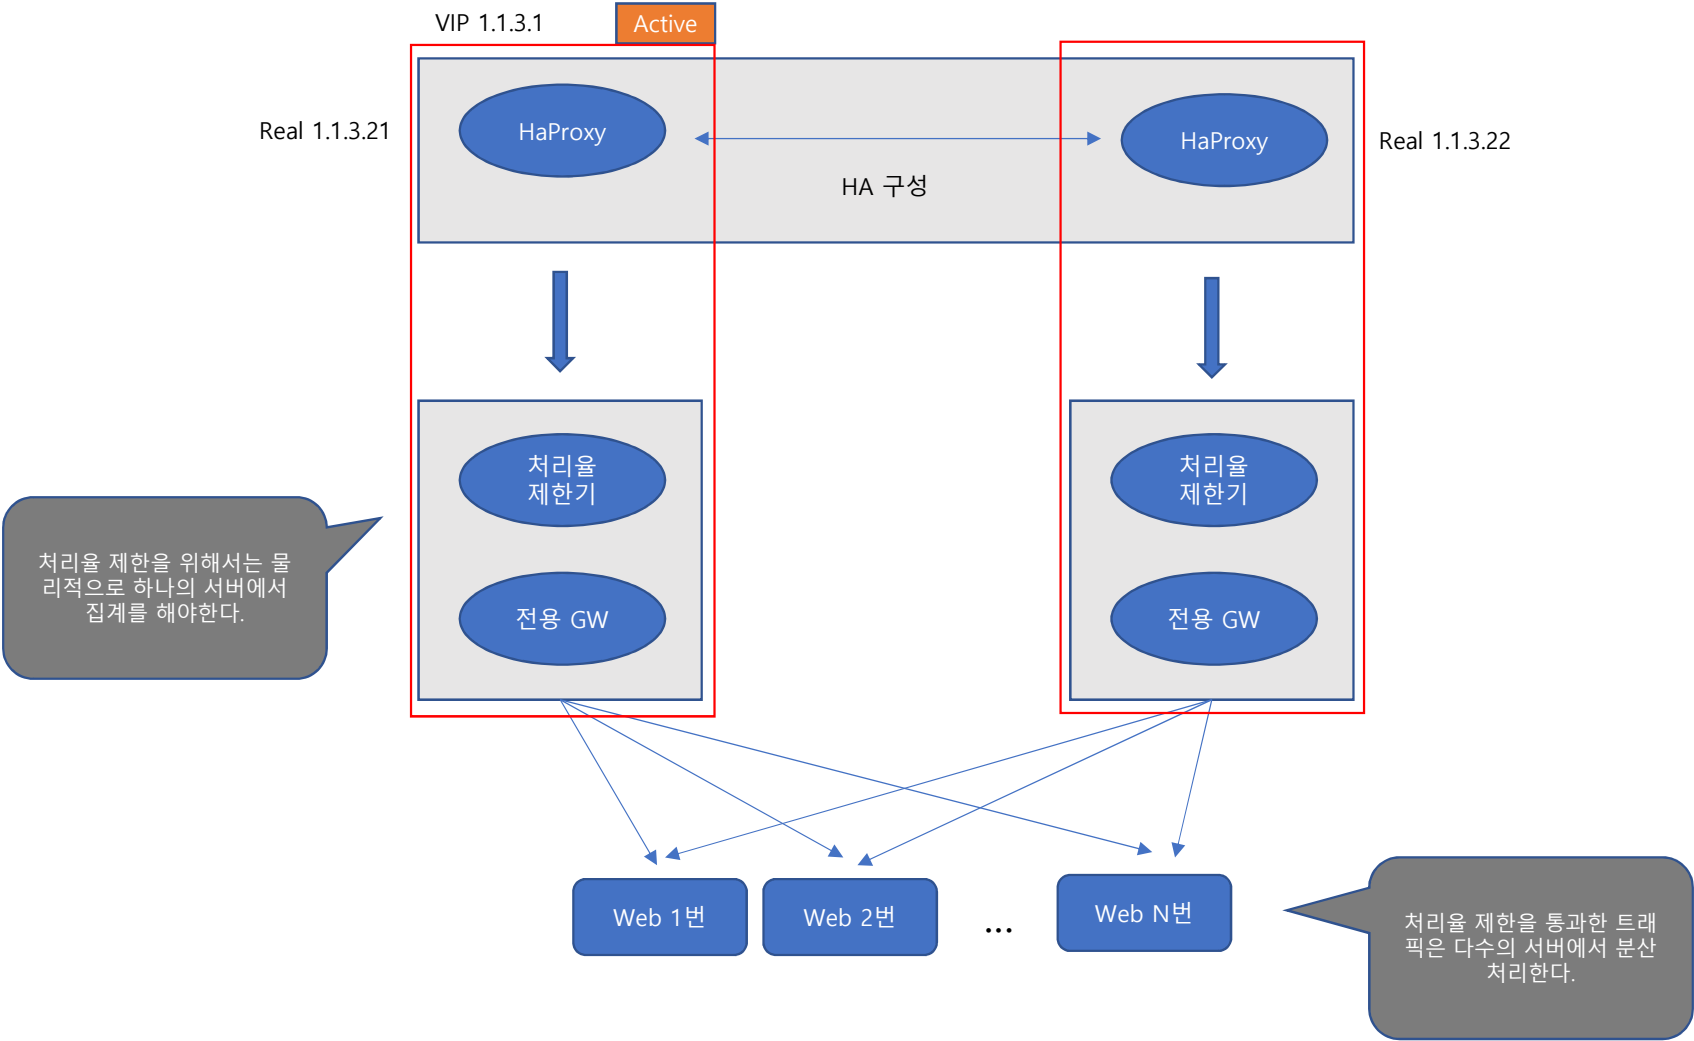 VIP 1.1.3.1
Active
Real 1.1.3.21
HaProxy
HaProxy
Real 1.1.3.22
HA 구성
처리율
제한기
처리율
제한기
처리율 제한을 위해서는 물
리적으로 하나의 서버에서
집계를 해야한다.
전용 GW
전용 GW
Web 1번
Web 2번
...
Web N번
처리율 제한을 통과한 트래
픽은 다수의 서버에서 분산
처리한다.